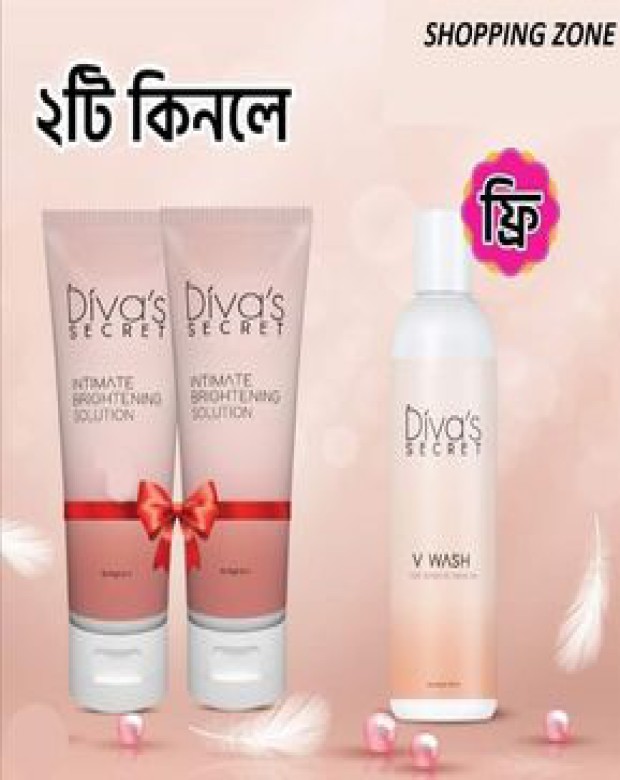 SHOPPING ZONE
২টি কিনলে
ফ্রি
Diva's
SECRET
INTIMATE
BRIGHTENING
SOLUTION
Diva's
SECRET
INTIMATE
BRIGHTENING
SOLUTION
Diva's
SECRET
V WASH